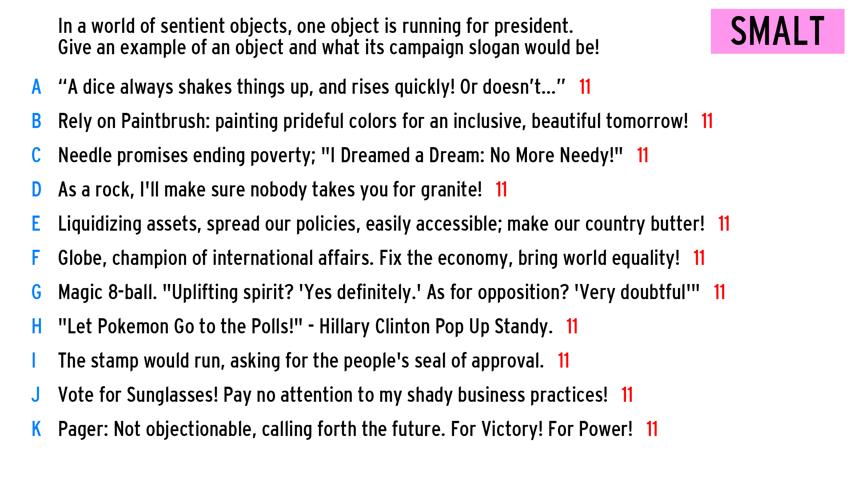 In a world of sentient objects, one object is running for president.
Give an example of an object and what its campaign slogan would be!
SMALT
A “A dice always shakes things up, and rises quickly! Or doesn’t...” 11
B Rely on Paintbrush: painting prideful colors for an inclusive, beautiful tomorrow! 11
C Needle promises ending poverty; "I Dreamed a Dream: No More Needy!" 11
D As a rock, I'll make sure nobody takes you for granite! 11
E Liquidizing assets, spread our policies, easily accessible; make our country butter! 11
F Globe, champion of international affairs. Fix the economy, bring world equality! 11
G Magic 8-ball. "Uplifting spirit? 'Yes definitely.' As for opposition? 'Very doubtful'" 11
H "Let Pokemon Go to the Polls!" - Hillary Clinton Pop Up Standy. 11
I The stamp would run, asking for the people's seal of approval. 11
J Vote for Sunglasses! Pay no attention to my shady business practices! 11
K Pager: Not objectionable, calling forth the future. For Victory! For Power! 11